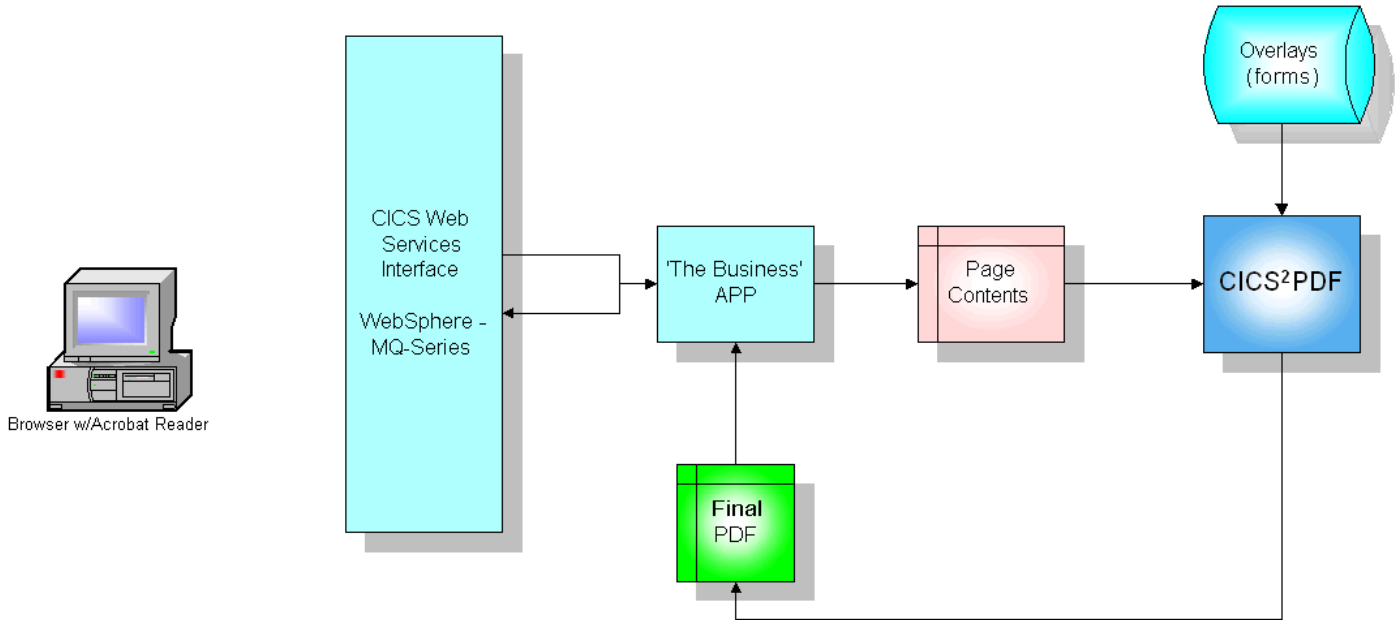 Overlays
(forms)
CICS Web
Services
Interface
WebSphere -
MQ-Series
'The Business'
APP
Page
Contents
CICS²PDF
Browser w/Acrobat Reader
Final
PDF